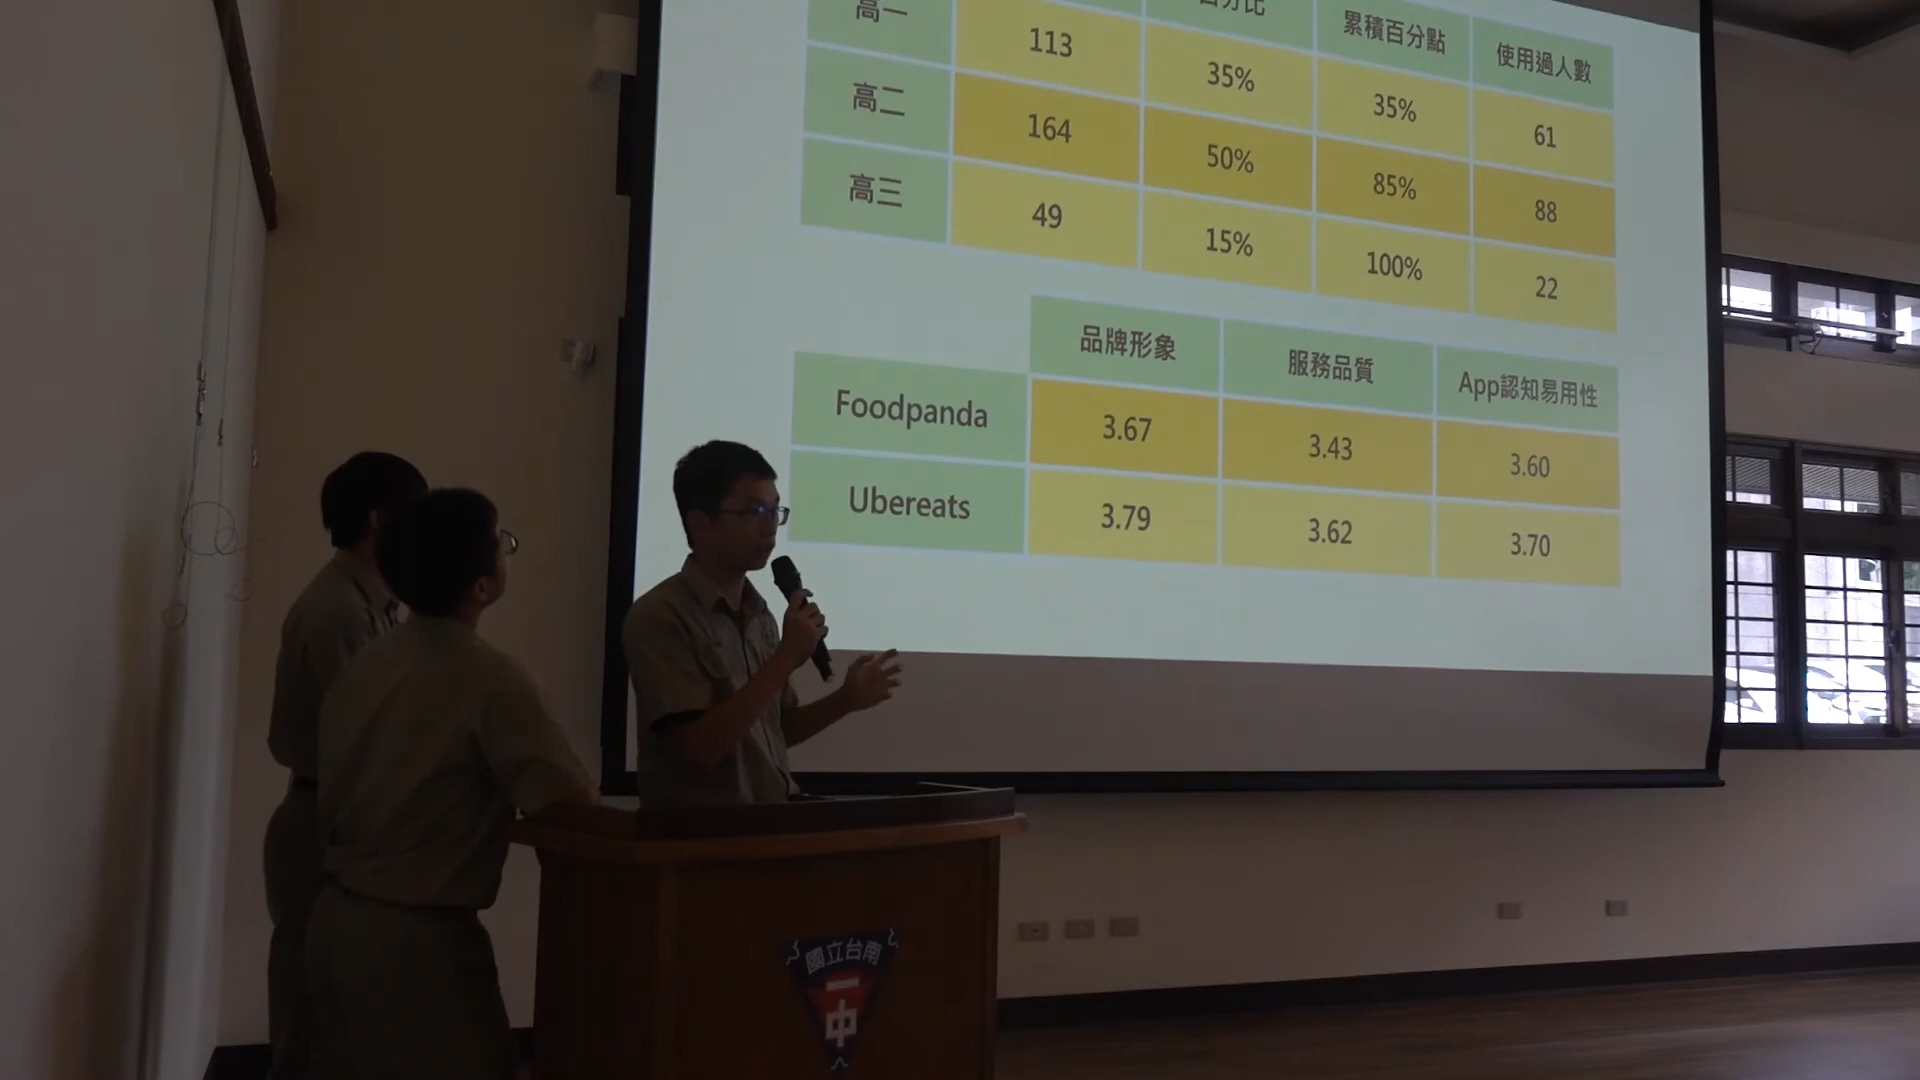 高一 113 35% 35% 61
百分比 累積百分點 使用過人數
高二 164 50% 85% 88
高三 49 15% 100% 22
品牌形象 服務品質 App認知易用性
Foodpanda 3.67 3.43 3.60
Ubereats 3.79 3.62 3.70
國立台南
一中